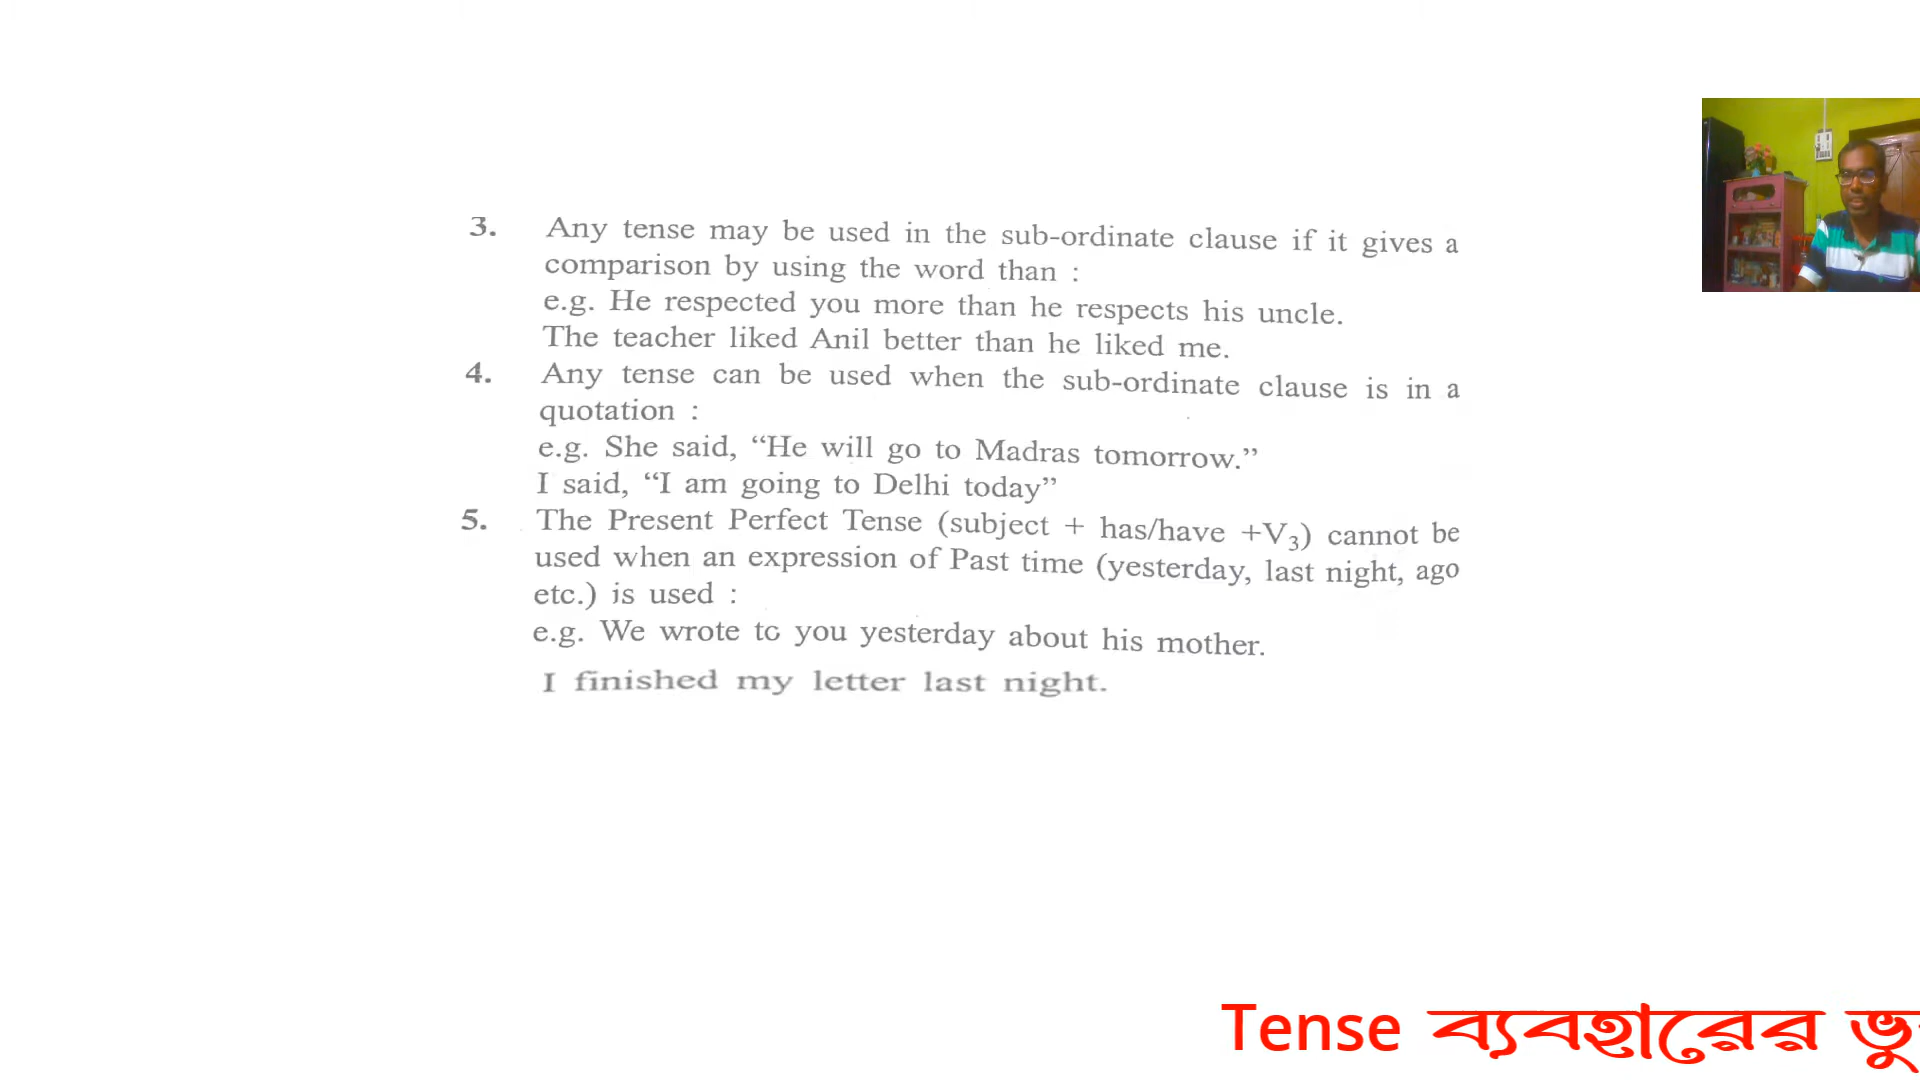 3. Any tense may be used in the sub-ordinate clause if it gives a
comparison by using the word than :
e.g. He respected you more than he respects his uncle.
The teacher liked Anil better than he liked me.
4. Any tense can be used when the sub-ordinate clause is in a
quotation :
e.g. She said, “He will go to Madras tomorrow.”
I said, “I am going to Delhi today”
5. The Present Perfect Tense (subject + has/have +V₃) cannot be
used when an expression of Past time (yesterday, last night, ago
etc.) is used :
e.g. We wrote to you yesterday about his mother.
I finished my letter last night.
Tense ব্যবহারের